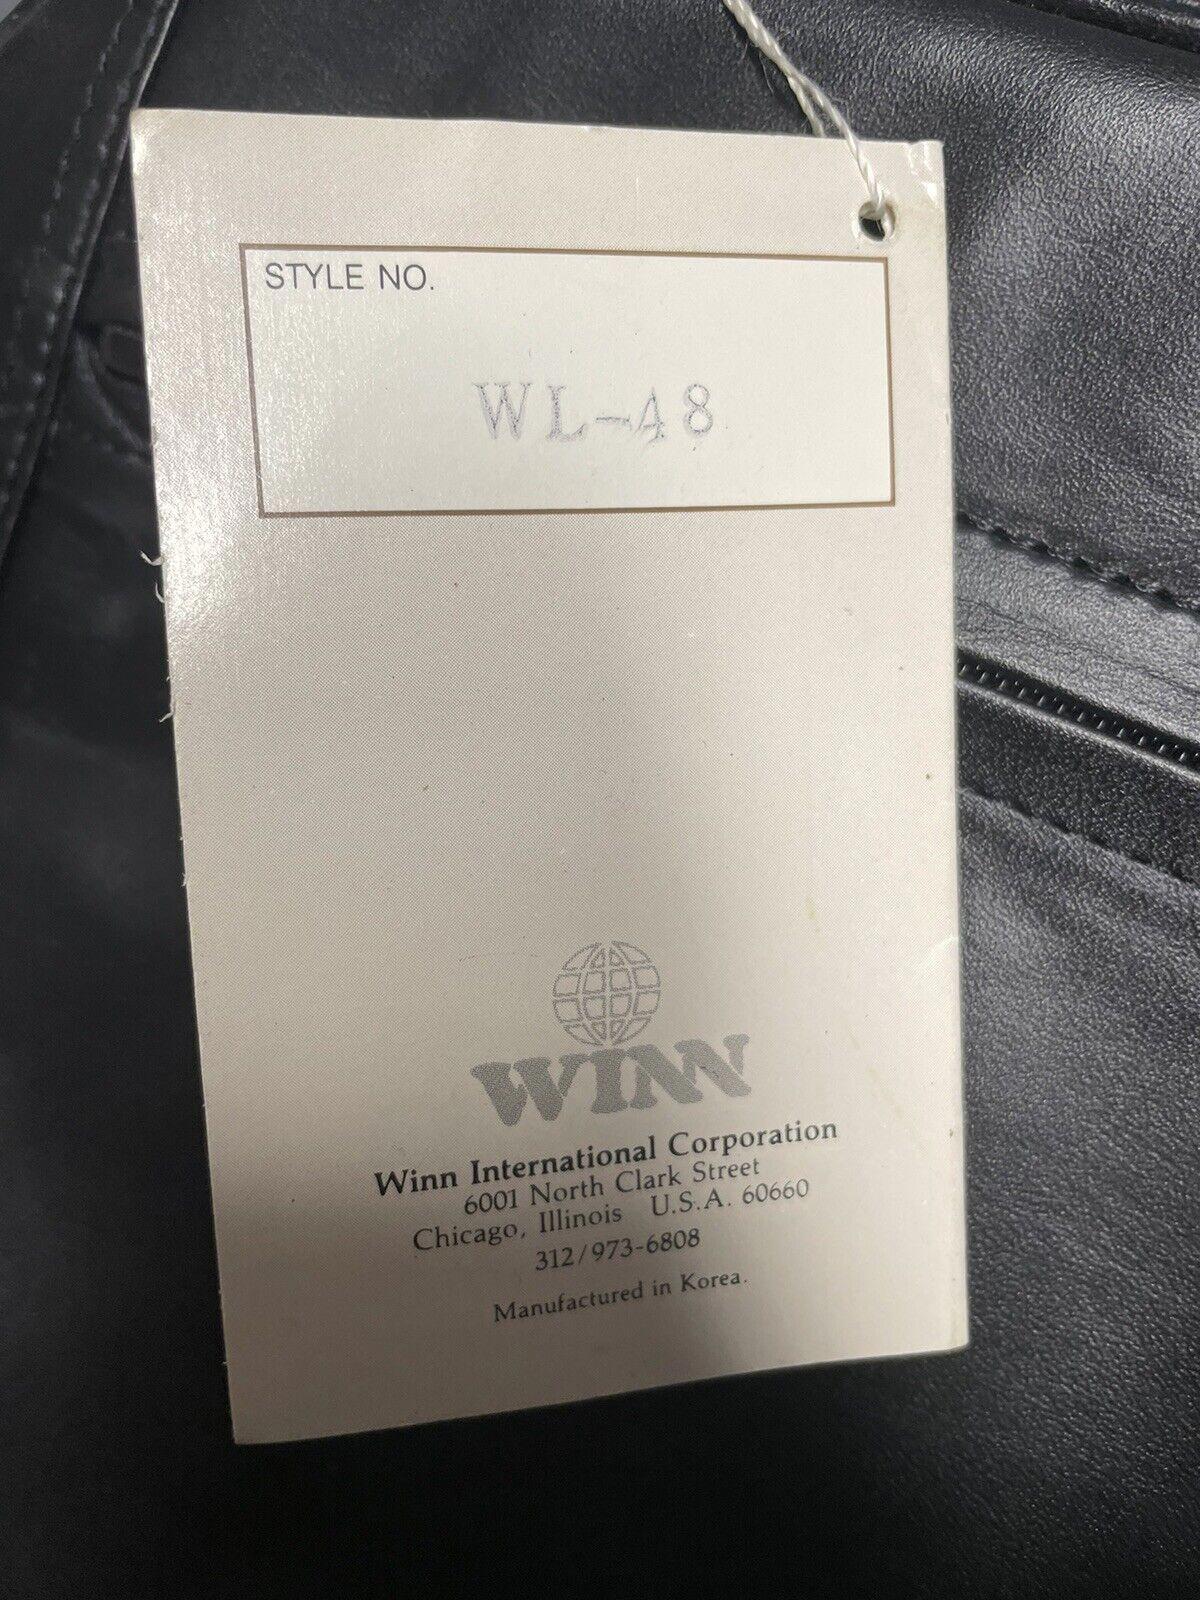 STYLE NO.
WL-48
WINN
Winn International Corporation
6001 North Clark Street
Chicago, Illinois U.S.A. 60660
312/973-6808
Manufactured in Korea.